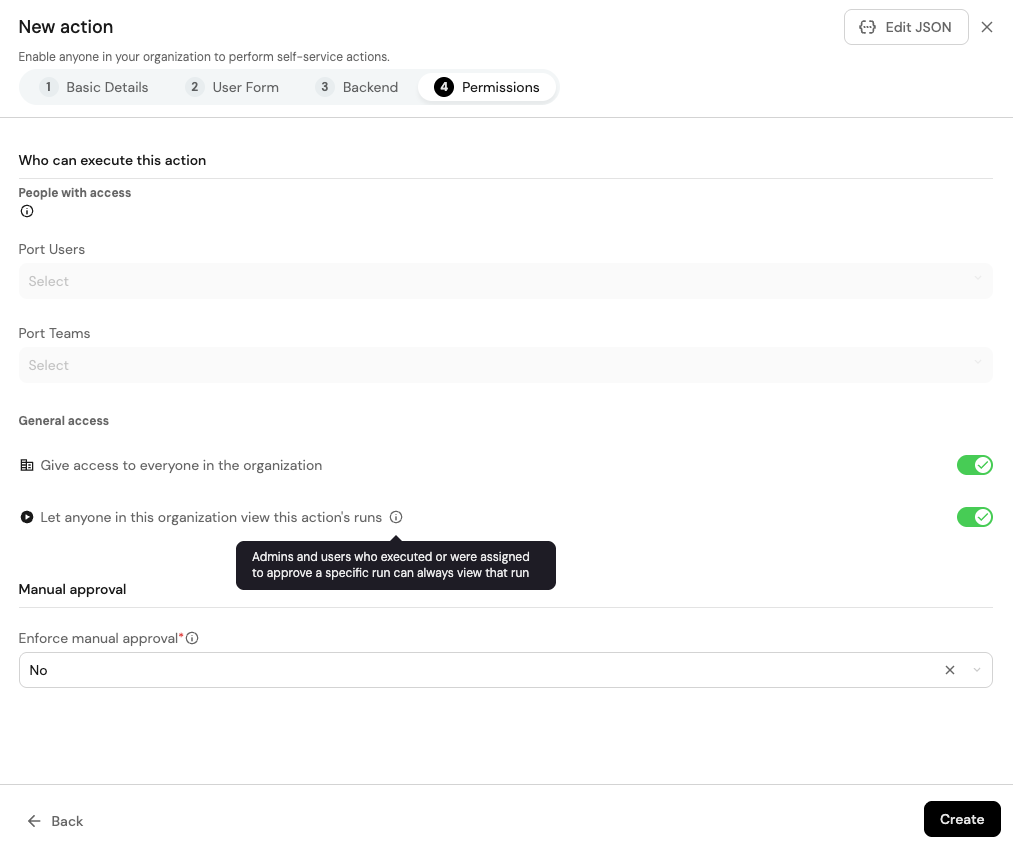 New action
Edit JSON
Enable anyone in your organization to perform self-service actions.
1 Basic Details 2 User Form 3 Backend 4 Permissions
Who can execute this action
People with access
Port Users
Select
Port Teams
Select
General access
Give access to everyone in the organization
Let anyone in this organization view this action's runs
Admins and users who executed or were assigned
to approve a specific run can always view that run
Manual approval
Enforce manual approval*
No
Back
Create